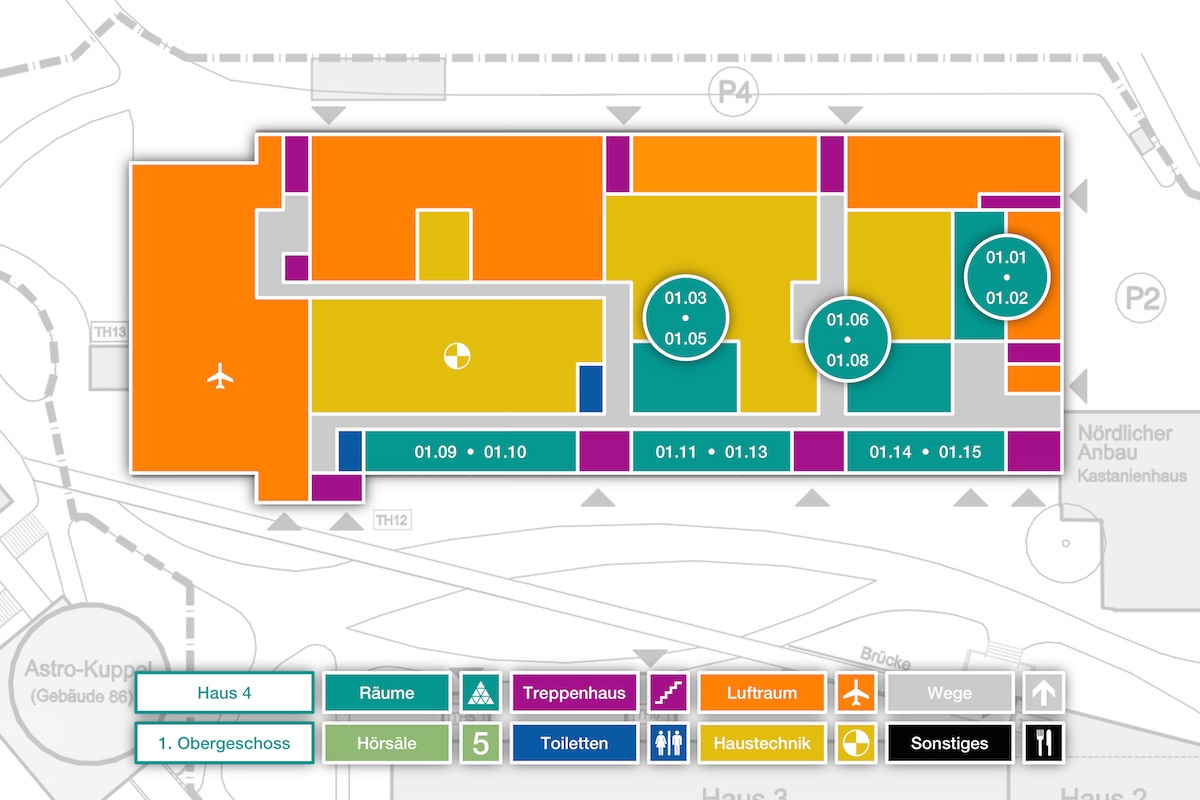 P4
01.01
01.02
01.03
01.05
01.06
01.08
P2
TH13
Nördlicher
Anbau
Kastanienhaus
01.09 • 01.10
01.11 • 01.13
01.14 • 01.15
TH12
Brücke
Astro-Kuppel
(Gebäude 86)
Haus 4
Räume
Treppenhaus
Luftraum
Wege
1. Obergeschoss
Hörsäle
5
Toiletten
Haustechnik
Sonstiges
Haus 3
Haus 2